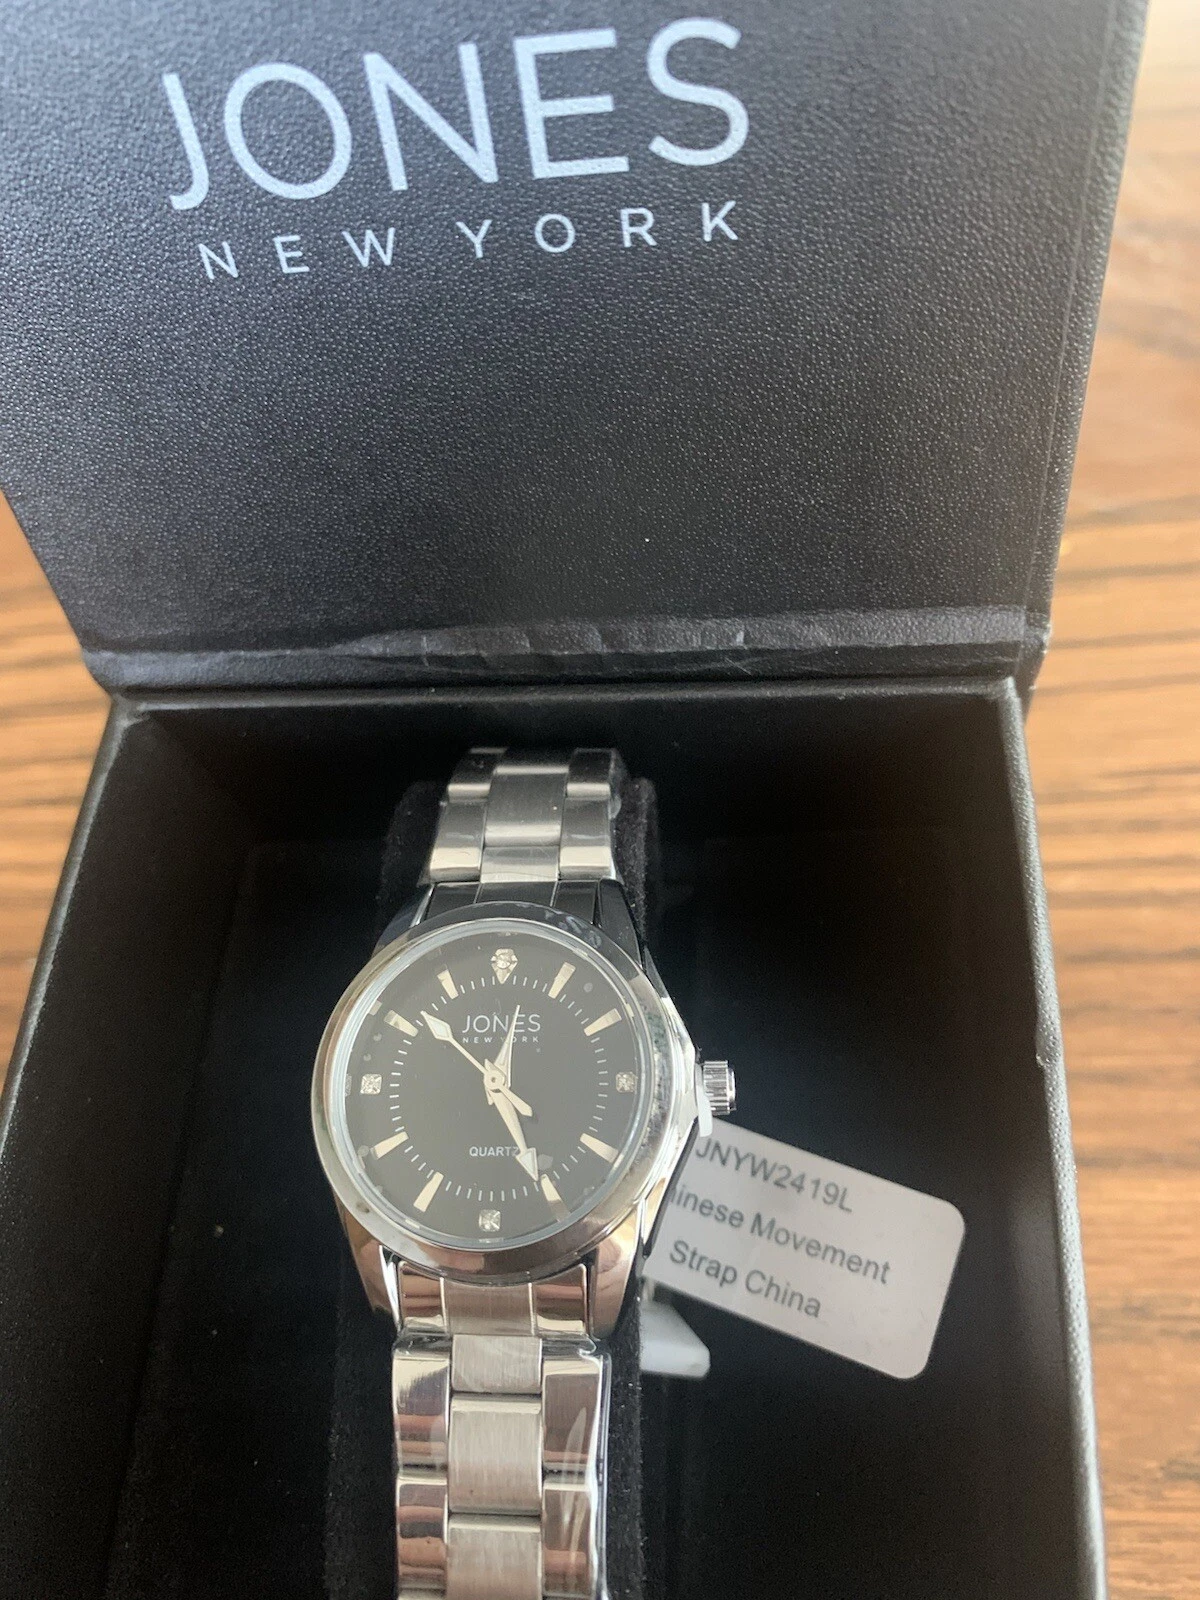 JONES
NEW YORK
JONES
NEW YORK
QUARTZ
JNYW2419L
inese Movement
Strap China